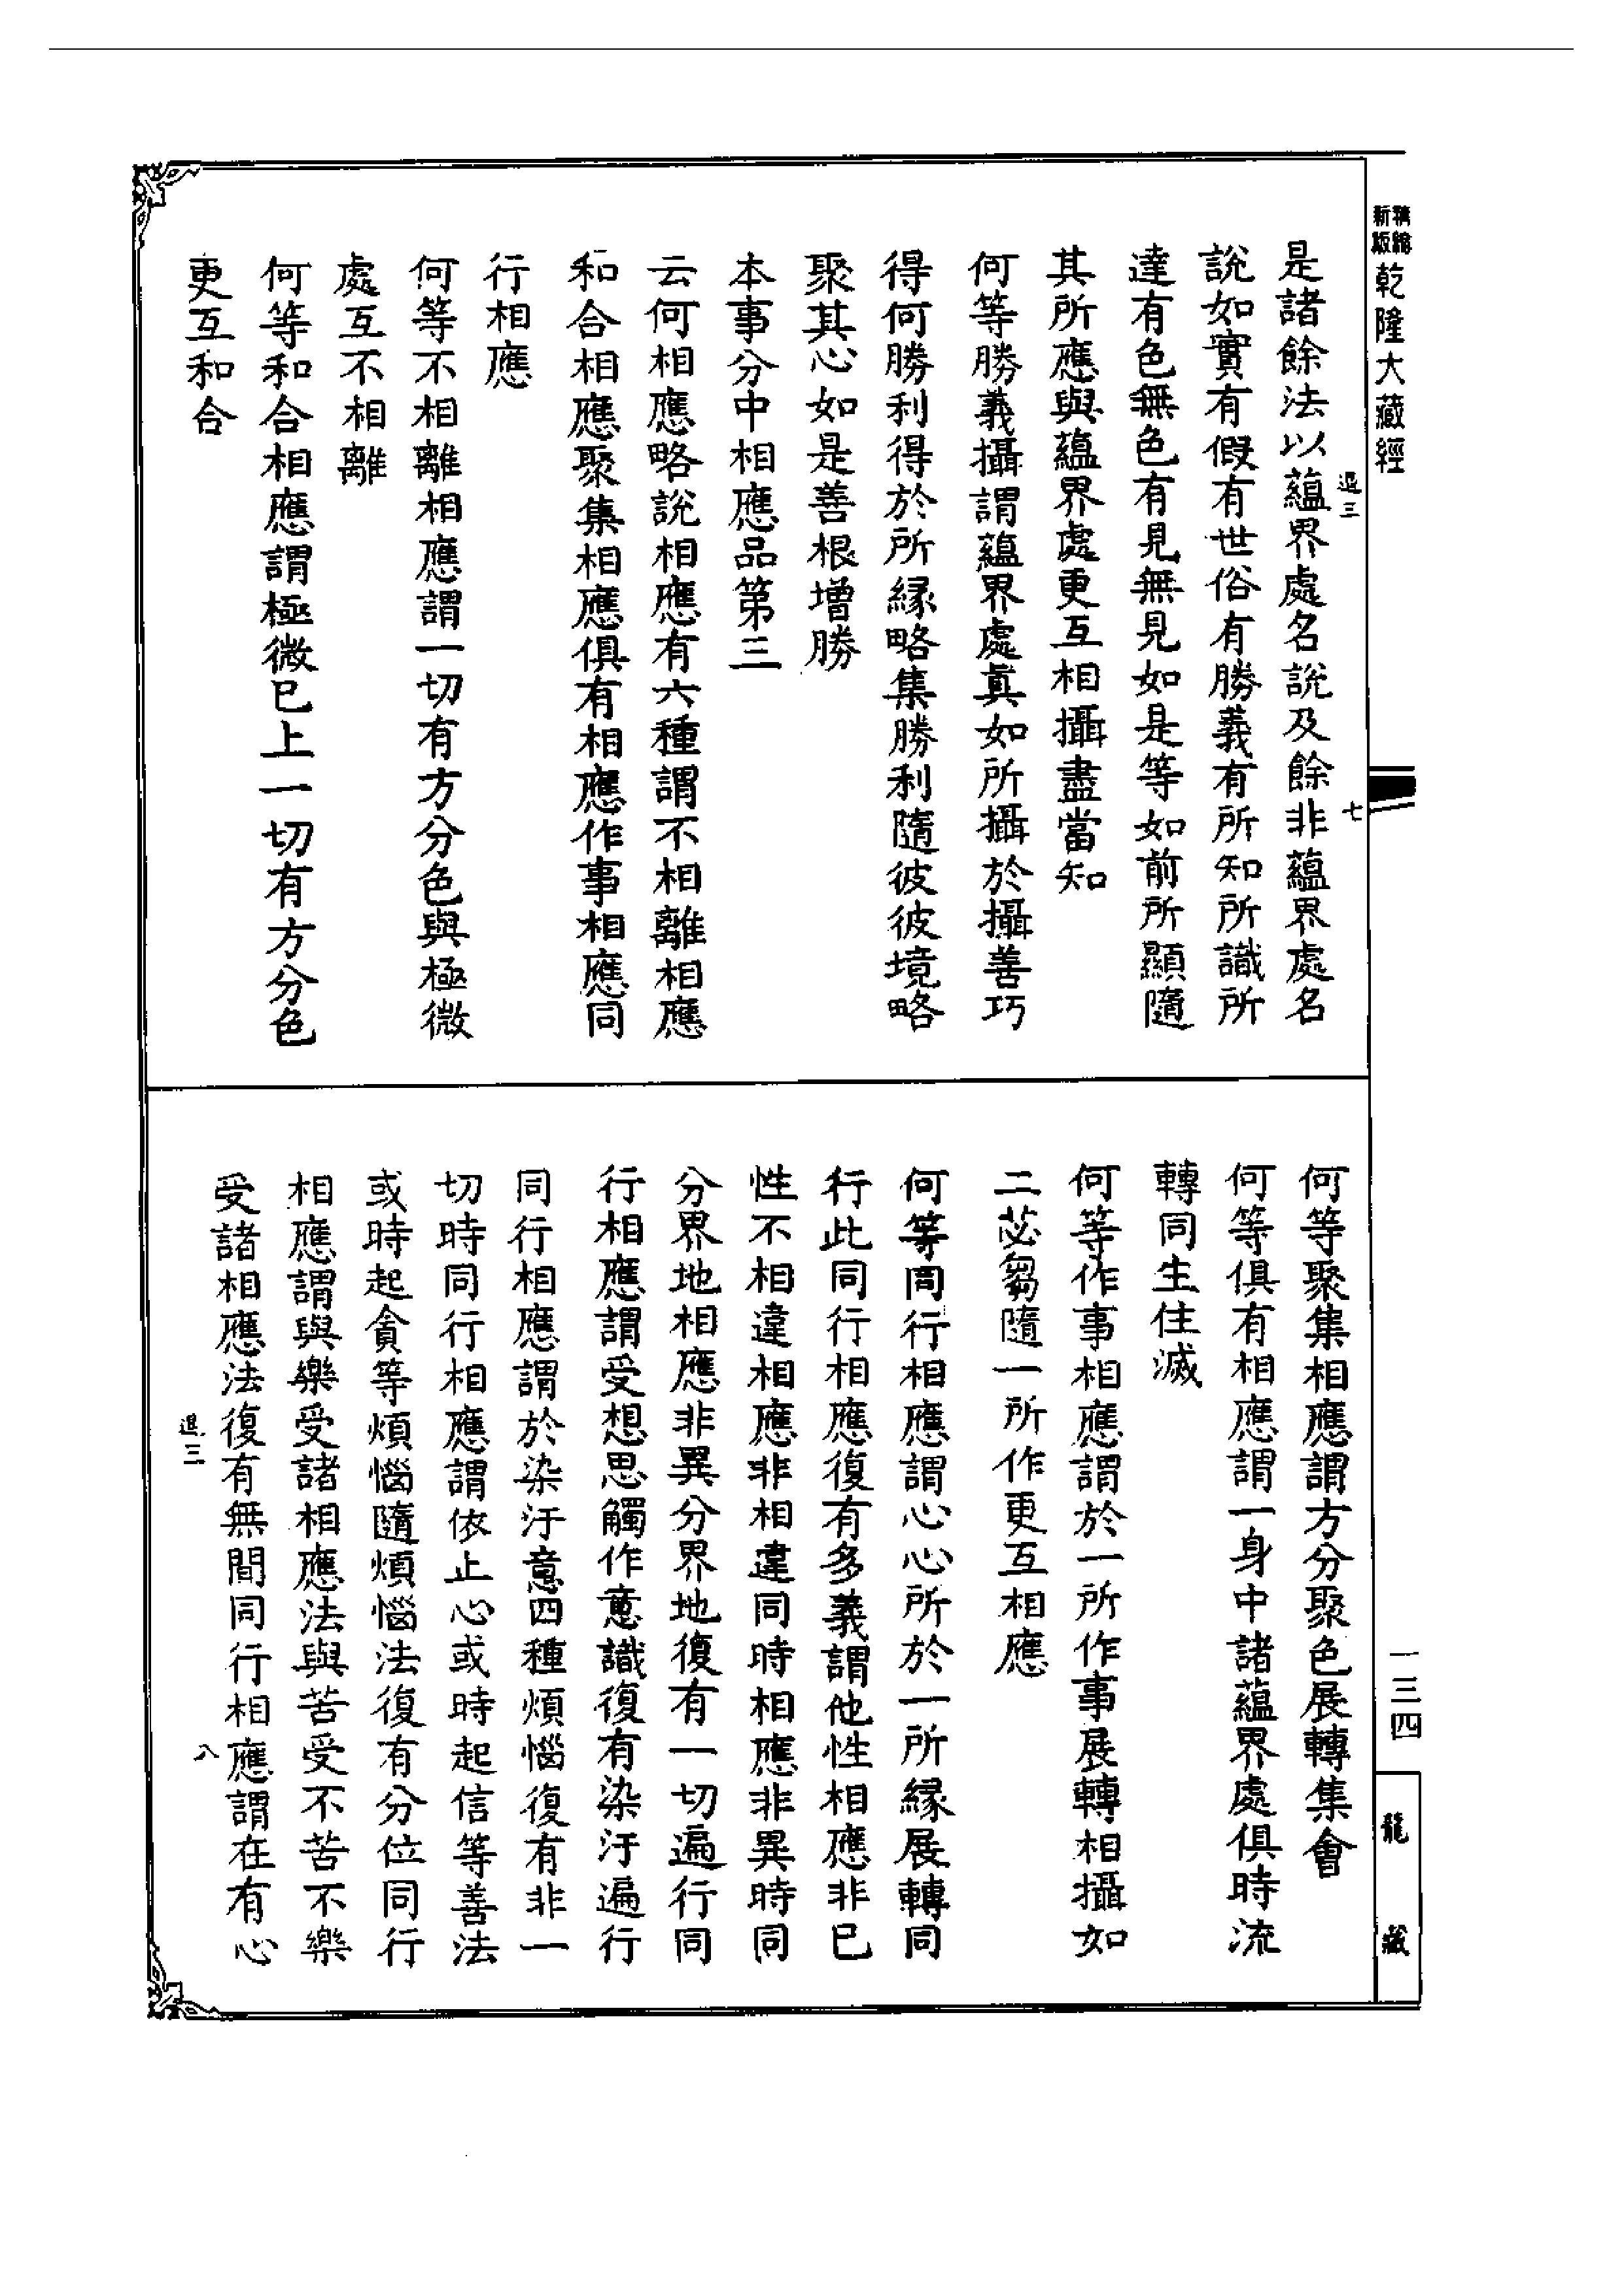 新版
精編
乾隆大藏經
是諸餘法以蘊界處名說及餘非蘊界處名
說如實有假有世俗有勝義有所知所識所
達有色無色有見無見如是等如前所顯隨
其所應與蘊界處更互相攝盡當知
何等勝義攝謂蘊界處真如所攝於攝善巧
得何勝利得於所緣略集勝利隨彼彼境略
聚其心如是善根增勝
本事分中相應品第三
云何相應略說相應有六種謂不相離相應
和合相應聚集相應俱有相應作事相應同
行相應
何等不相離相應謂一切有方分色與極微
處互不相離
何等和合相應謂極微已上一切有方分色
更互和合
何等聚集相應謂方分聚色展轉集會
何等俱有相應謂一身中諸蘊界處俱時流
轉同生住滅
何等作事相應謂於一所作事展轉相攝如
二苾芻隨一所作更互相應
何等同行相應謂心心所於一所緣展轉同
行此同行相應復有多義謂他性相應非已
性不相違相應非相違同時相應非異時同
分界地相應非異分界地復有一切遍行同
行相應謂受想思觸作意識復有染汙遍行
同行相應謂於染汙意四種煩惱復有非一
切時同行相應謂依止心或時起信等善法
或時起貪等煩惱隨煩惱法復有分位同行
相應謂與樂受諸相應法與苦受不苦不樂
受諸相應法復有無間同行相應謂在有心
三
七
三
八
一三四
龍藏